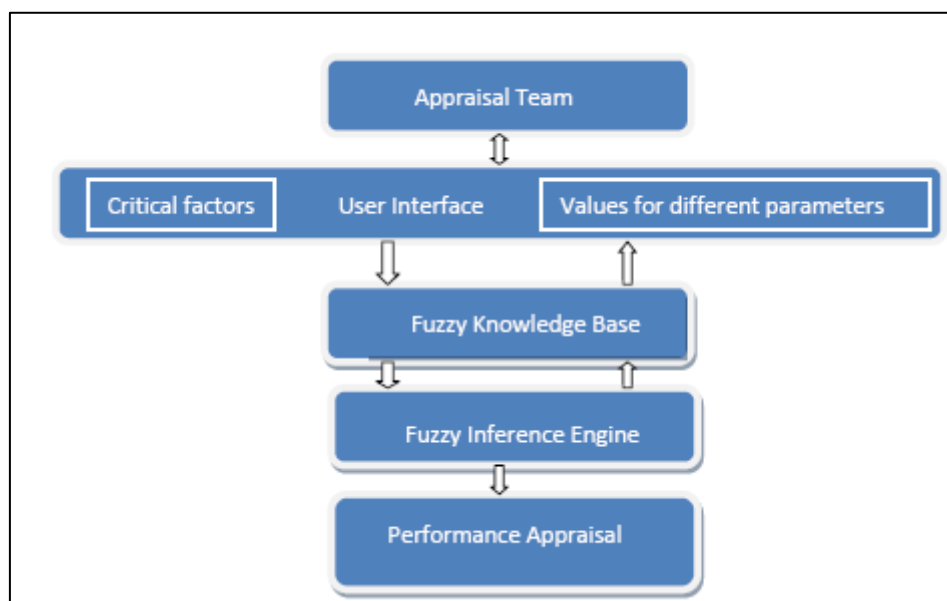 Appraisal Team
Critical factors
User Interface
Values for different parameters
Fuzzy Knowledge Base
Fuzzy Inference Engine
Performance Appraisal